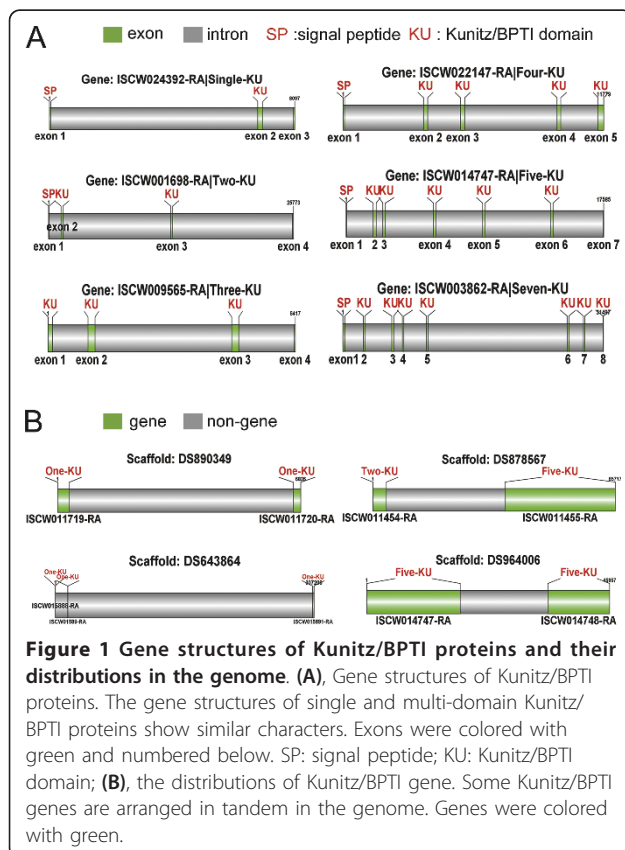 A
exon intron SP :signal peptide KU : Kunitz/BPTI domain
Gene: ISCW024392-RA|Single-KU
SP KU
exon 1 exon 2 exon 3
Gene: ISCW022147-RA|Four-KU
SP KU KU KU KU
11779
exon 1 exon 2 exon 3 exon 4 exon 5
Gene: ISCW001698-RA|Two-KU
SP KU KU
exon 2
exon 1 exon 3 exon 4
Gene: ISCW014747-RA|Five-KU
SP KU KU KU KU KU
exon 1 2 3 exon 4 exon 5 exon 6 exon 7
Gene: ISCW009565-RA|Three-KU
KU KU KU
exon 1 exon 2 exon 3 exon 4
Gene: ISCW003862-RA|Seven-KU
SP KU KU KU KU KU KU KU
exon1 2 3 4 5 6 7 8
B
gene non-gene
Scaffold: DS890349
One-KU One-KU
ISCW011719-RA ISCW011720-RA
Scaffold: DS878567
Two-KU Five-KU
ISCW011454-RA ISCW011455-RA
Scaffold: DS643864
One-KU One-KU
One-KU
Scaffold: DS964006
Five-KU Five-KU
ISCW014747-RA ISCW014748-RA
Figure 1 Gene structures of Kunitz/BPTI proteins and their
distributions in the genome. (A), Gene structures of Kunitz/BPTI
proteins. The gene structures of single and multi-domain Kunitz/
BPTI proteins show similar characters. Exons were colored with
green and numbered below. SP: signal peptide; KU: Kunitz/BPTI
domain; (B), the distributions of Kunitz/BPTI gene. Some Kunitz/BPTI
genes are arranged in tandem in the genome. Genes were colored
with green.